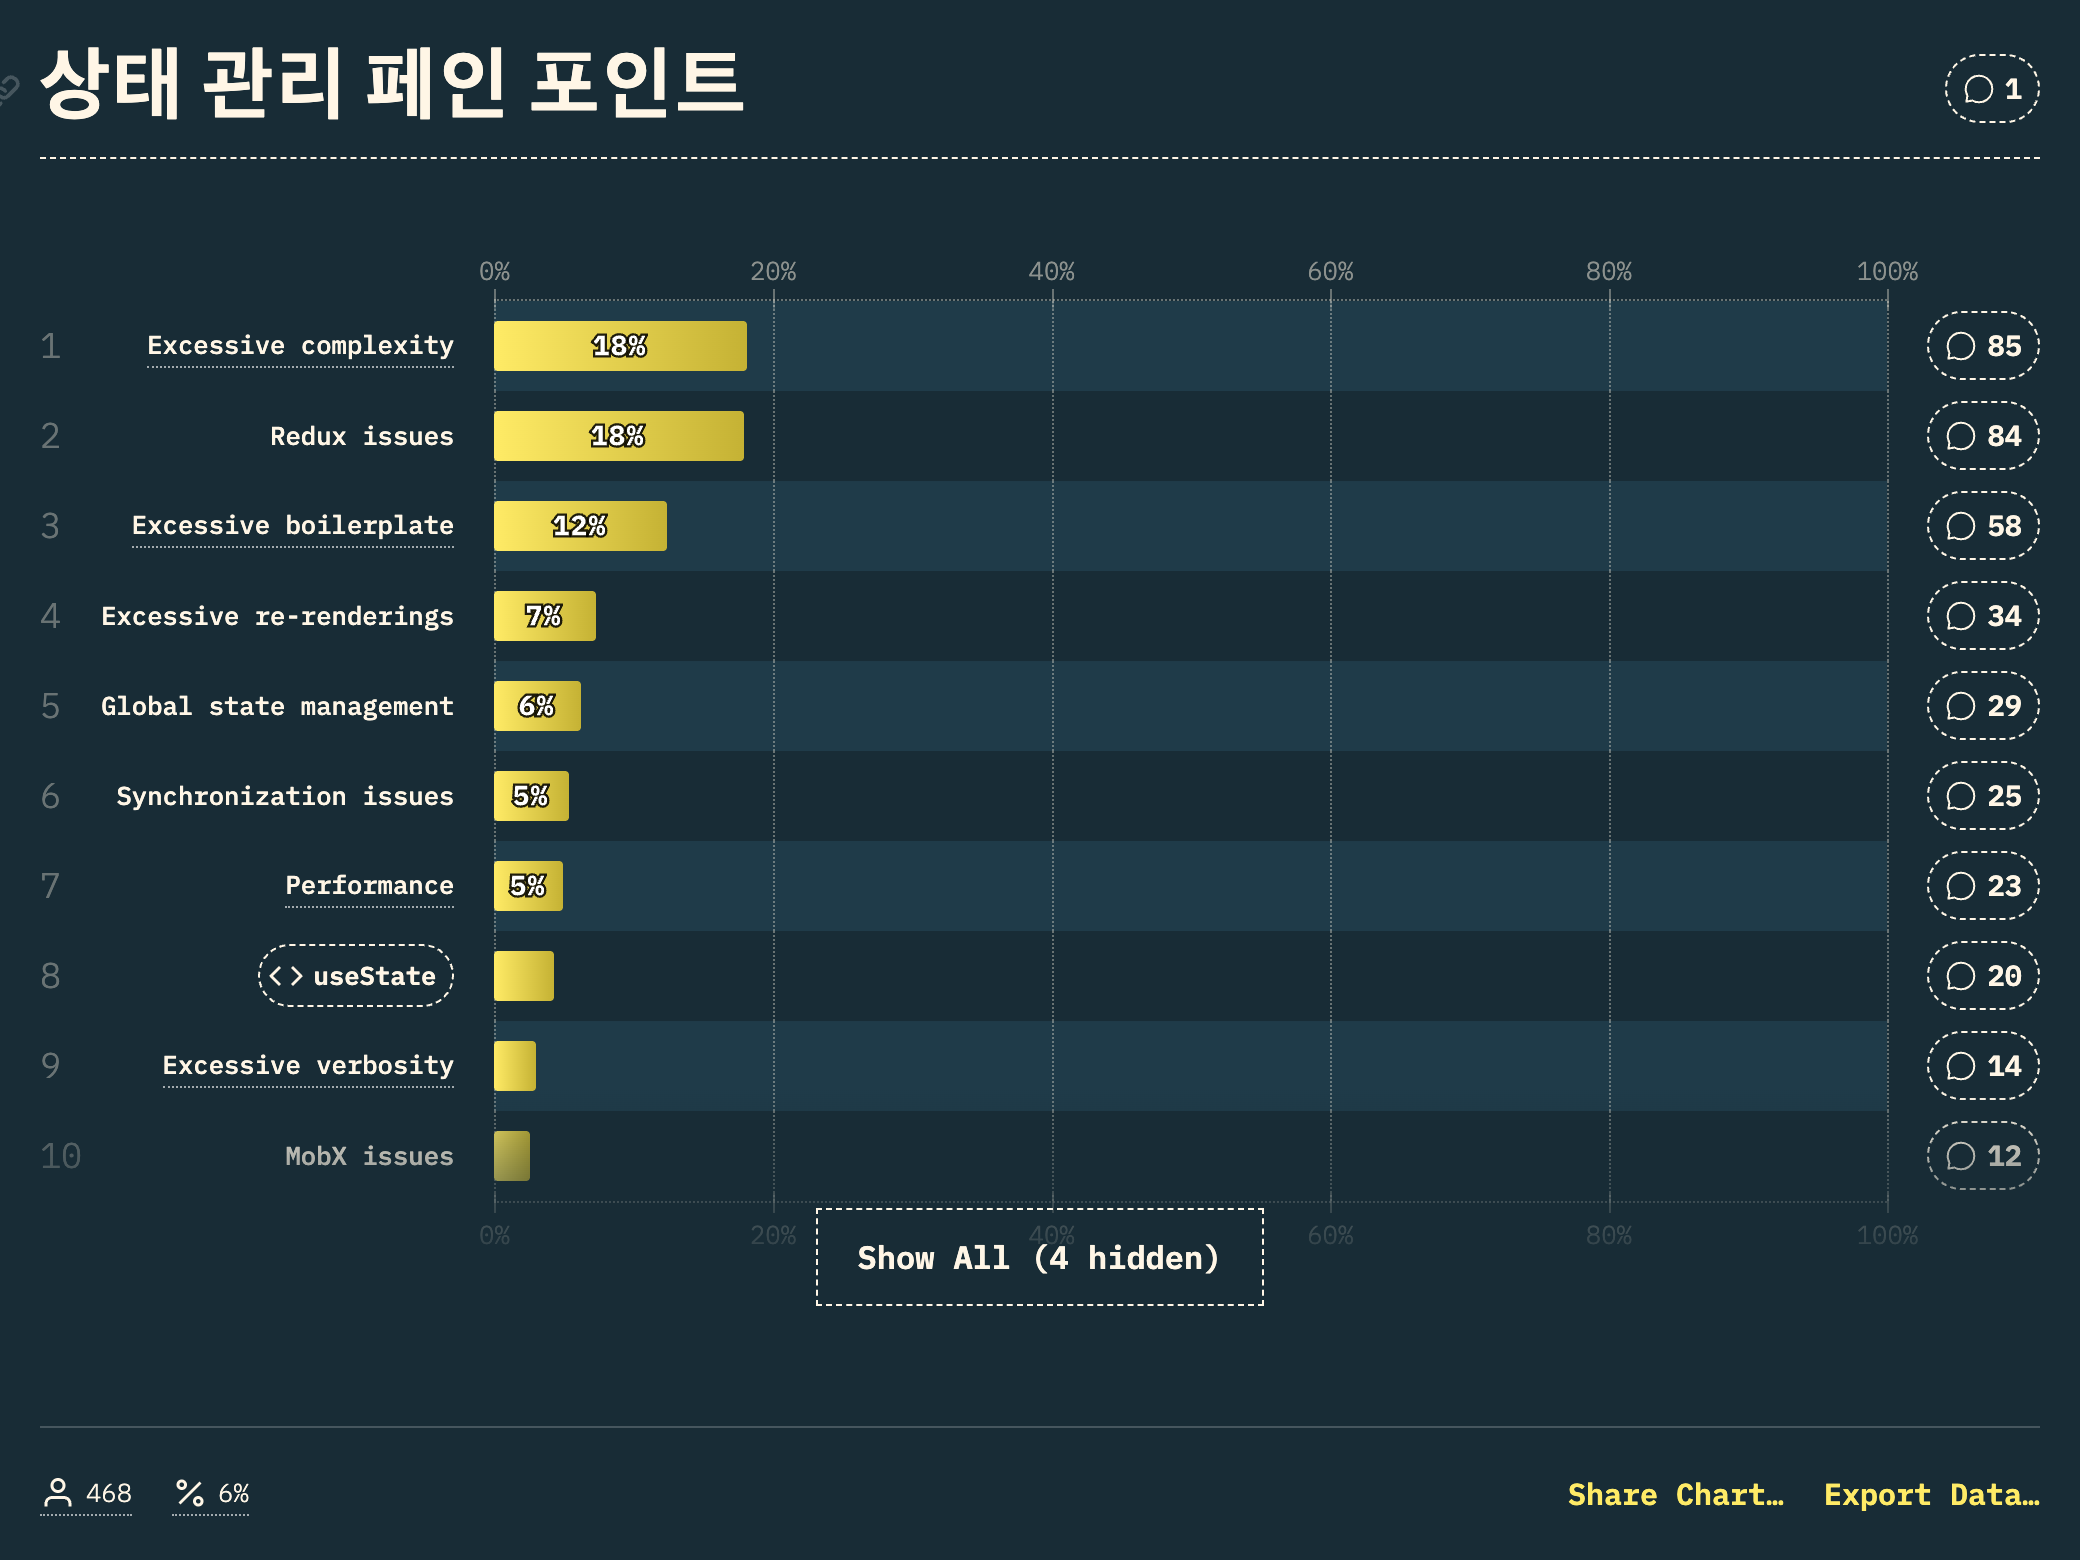 상태 관리 페인 포인트
1
0% 20% 40% 60% 80% 100%
1 Excessive complexity 18% 85
2 Redux issues 18% 84
3 Excessive boilerplate 12% 58
4 Excessive re-renderings 7% 34
5 Global state management 6% 29
6 Synchronization issues 5% 25
7 Performance 5% 23
8 <> useState 20
9 Excessive verbosity 14
10 MobX issues 12
0% 20% 40% 60% 80% 100%
Show All (4 hidden)
468 % 6% Share Chart… Export Data…